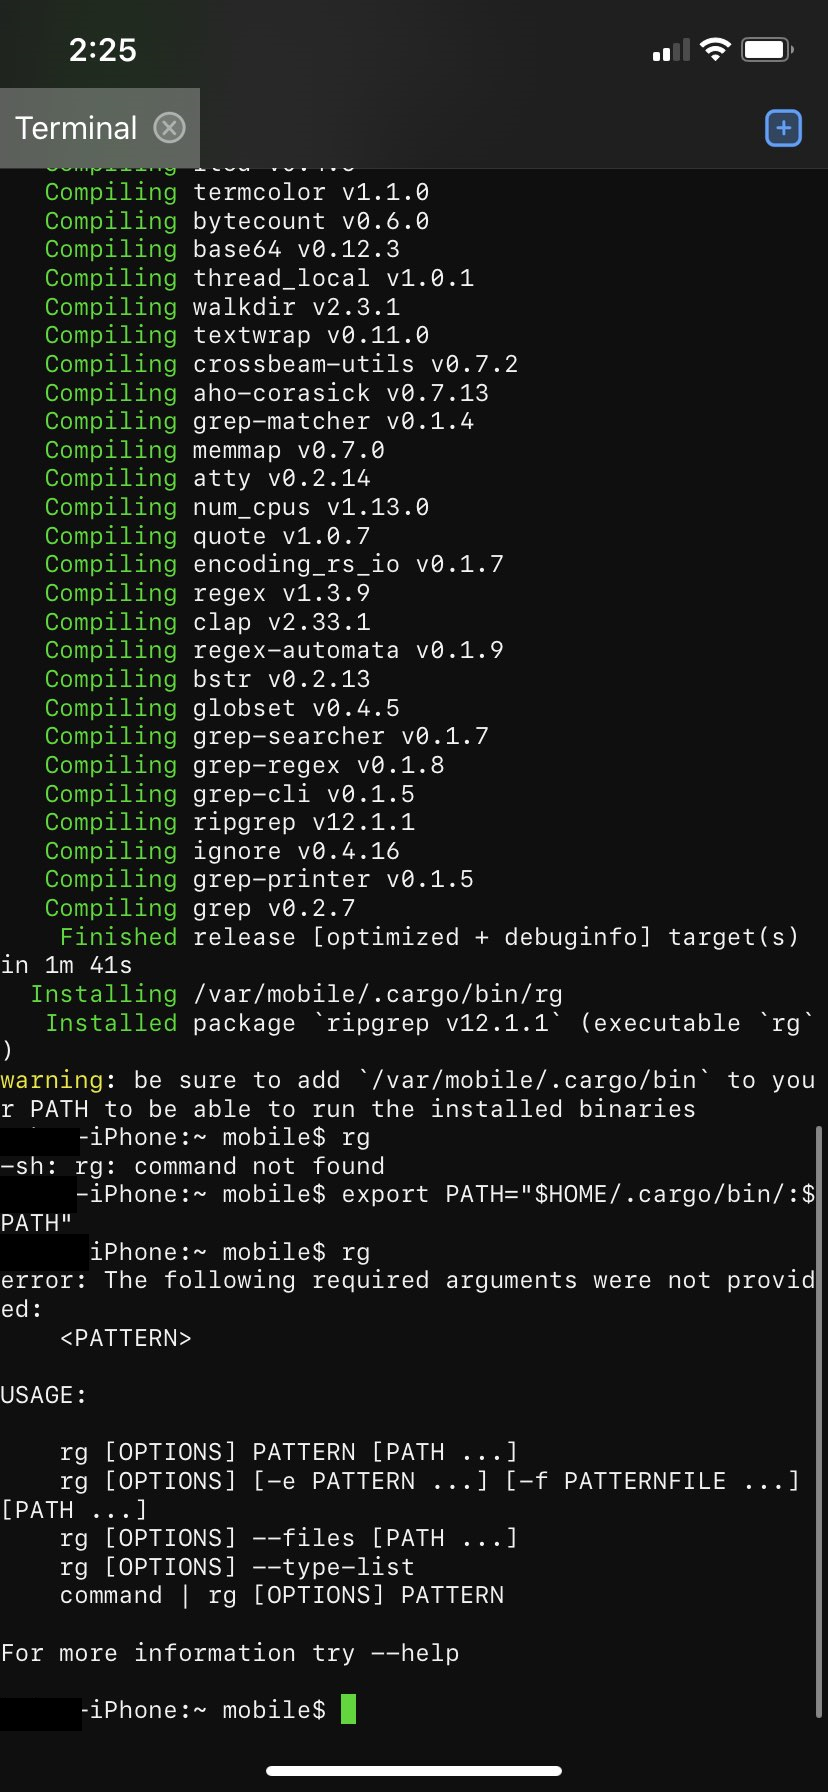 2:25
Terminal
Compiling
Compiling termcolor v1.1.0
Compiling bytecount v0.6.0
Compiling base64 v0.12.3
Compiling thread_local v1.0.1
Compiling walkdir v2.3.1
Compiling textwrap v0.11.0
Compiling crossbeam-utils v0.7.2
Compiling aho-corasick v0.7.13
Compiling grep-matcher v0.1.4
Compiling memmap v0.7.0
Compiling atty v0.2.14
Compiling num_cpus v1.13.0
Compiling quote v1.0.7
Compiling encoding_rs_io v0.1.7
Compiling regex v1.3.9
Compiling clap v2.33.1
Compiling regex-automata v0.1.9
Compiling bstr v0.2.13
Compiling globset v0.4.5
Compiling grep-searcher v0.1.7
Compiling grep-regex v0.1.8
Compiling grep-cli v0.1.5
Compiling ripgrep v12.1.1
Compiling ignore v0.4.16
Compiling grep-printer v0.1.5
Compiling grep v0.2.7
Finished release [optimized + debuginfo] target(s)
in 1m 41s
Installing /var/mobile/.cargo/bin/rg
Installed package `ripgrep v12.1.1` (executable `rg`
)
warning: be sure to add `/var/mobile/.cargo/bin` to you
r PATH to be able to run the installed binaries
-iPhone:~ mobile$ rg
-sh: rg: command not found
-iPhone:~ mobile$ export PATH="$HOME/.cargo/bin/:$
PATH"
iPhone:~ mobile$ rg
error: The following required arguments were not provid
ed:
<PATTERN>
USAGE:
rg [OPTIONS] PATTERN [PATH ...]
rg [OPTIONS] [-e PATTERN ...] [-f PATTERNFILE ...]
[PATH ...]
rg [OPTIONS] --files [PATH ...]
rg [OPTIONS] --type-list
command | rg [OPTIONS] PATTERN
For more information try --help
-iPhone:~ mobile$